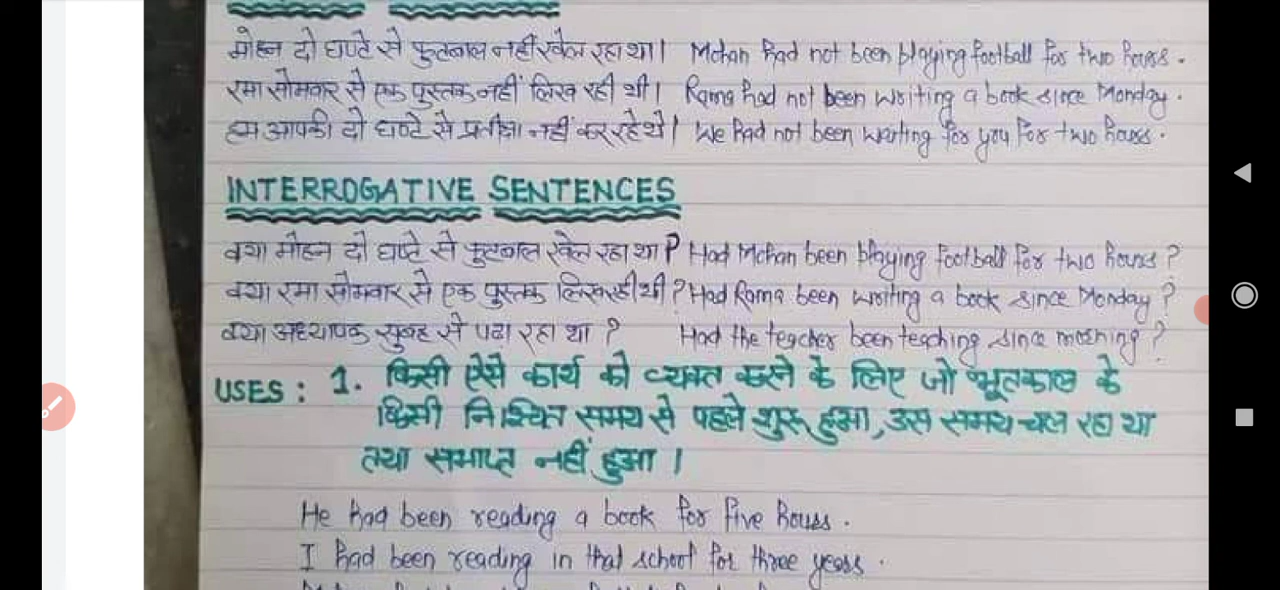 मोहन दो घण्टे से फुटबाल नहीं खेल रहा था। Mohan had not been playing football for two hours.
रमा सोमवार से एक पुस्तक नहीं लिख रही थी। Rama had not been writing a book since Monday.
हम आपकी दो घण्टे से प्रतीक्षा नहीं कर रहे थे। We had not been waiting for you for two hours.
INTERROGATIVE SENTENCES
क्या मोहन दो घण्टे से फुटबाल खेल रहा था? Had Mohan been playing football for two hours?
क्या रमा सोमवार से एक पुस्तक लिख रही थी? Had Rama been writing a book since Monday?
क्या अध्यापक सुबह से पढा रहा था? Had the teacher been teaching since morning?
USES: 1. किसी ऐसे कार्य को व्यक्त करने के लिए जो भूतकाल के
किसी निश्चित समय से पहले शुरू हुआ, उस समय चल रहा था
तथा समाप्त नहीं हुआ।
He had been reading a book for five hours.
I had been reading in that school for three years.